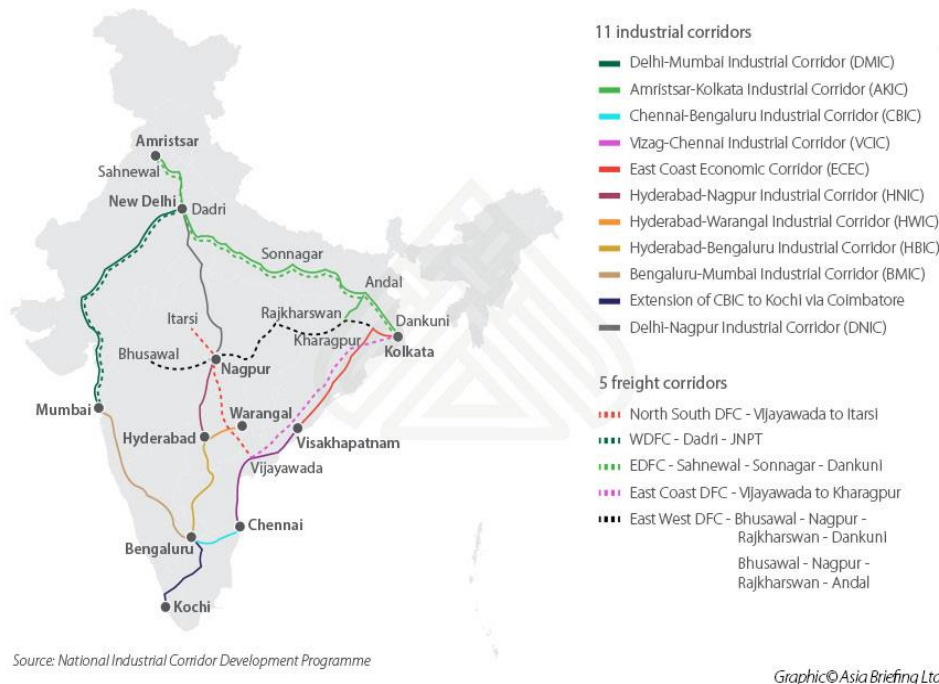 11 industrial corridors
Delhi-Mumbai Industrial Corridor (DMIC)
Amristsar-Kolkata Industrial Corridor (AKIC)
Chennai-Bengaluru Industrial Corridor (CBIC)
Vizag-Chennai Industrial Corridor (VCIC)
East Coast Economic Corridor (ECEC)
Hyderabad-Nagpur Industrial Corridor (HNIC)
Hyderabad-Warangal Industrial Corridor (HWIC)
Hyderabad-Bengaluru Industrial Corridor (HBIC)
Bengaluru-Mumbai Industrial Corridor (BMIC)
Extension of CBIC to Kochi via Coimbatore
Delhi-Nagpur Industrial Corridor (DNIC)
5 freight corridors
North South DFC - Vijayawada to Itarsi
WDFC - Dadri - JNPT
EDFC - Sahnewal - Sonnagar - Dankuni
East Coast DFC - Vijayawada to Kharagpur
East West DFC - Bhusawal - Nagpur -
Rajkharswan - Dankuni
Bhusawal - Nagpur -
Rajkharswan - Andal
Amristsar
Sahnewal
New Delhi
Dadri
Sonnagar
Andal
Itarsi
Rajkharswan
Dankuni
Bhusawal
Kharagpur
Kolkata
Nagpur
Mumbai
Warangal
Hyderabad
Visakhapatnam
Vijayawada
Chennai
Bengaluru
Kochi
Source: National Industrial Corridor Development Programme
Graphic© Asia Briefing Ltd